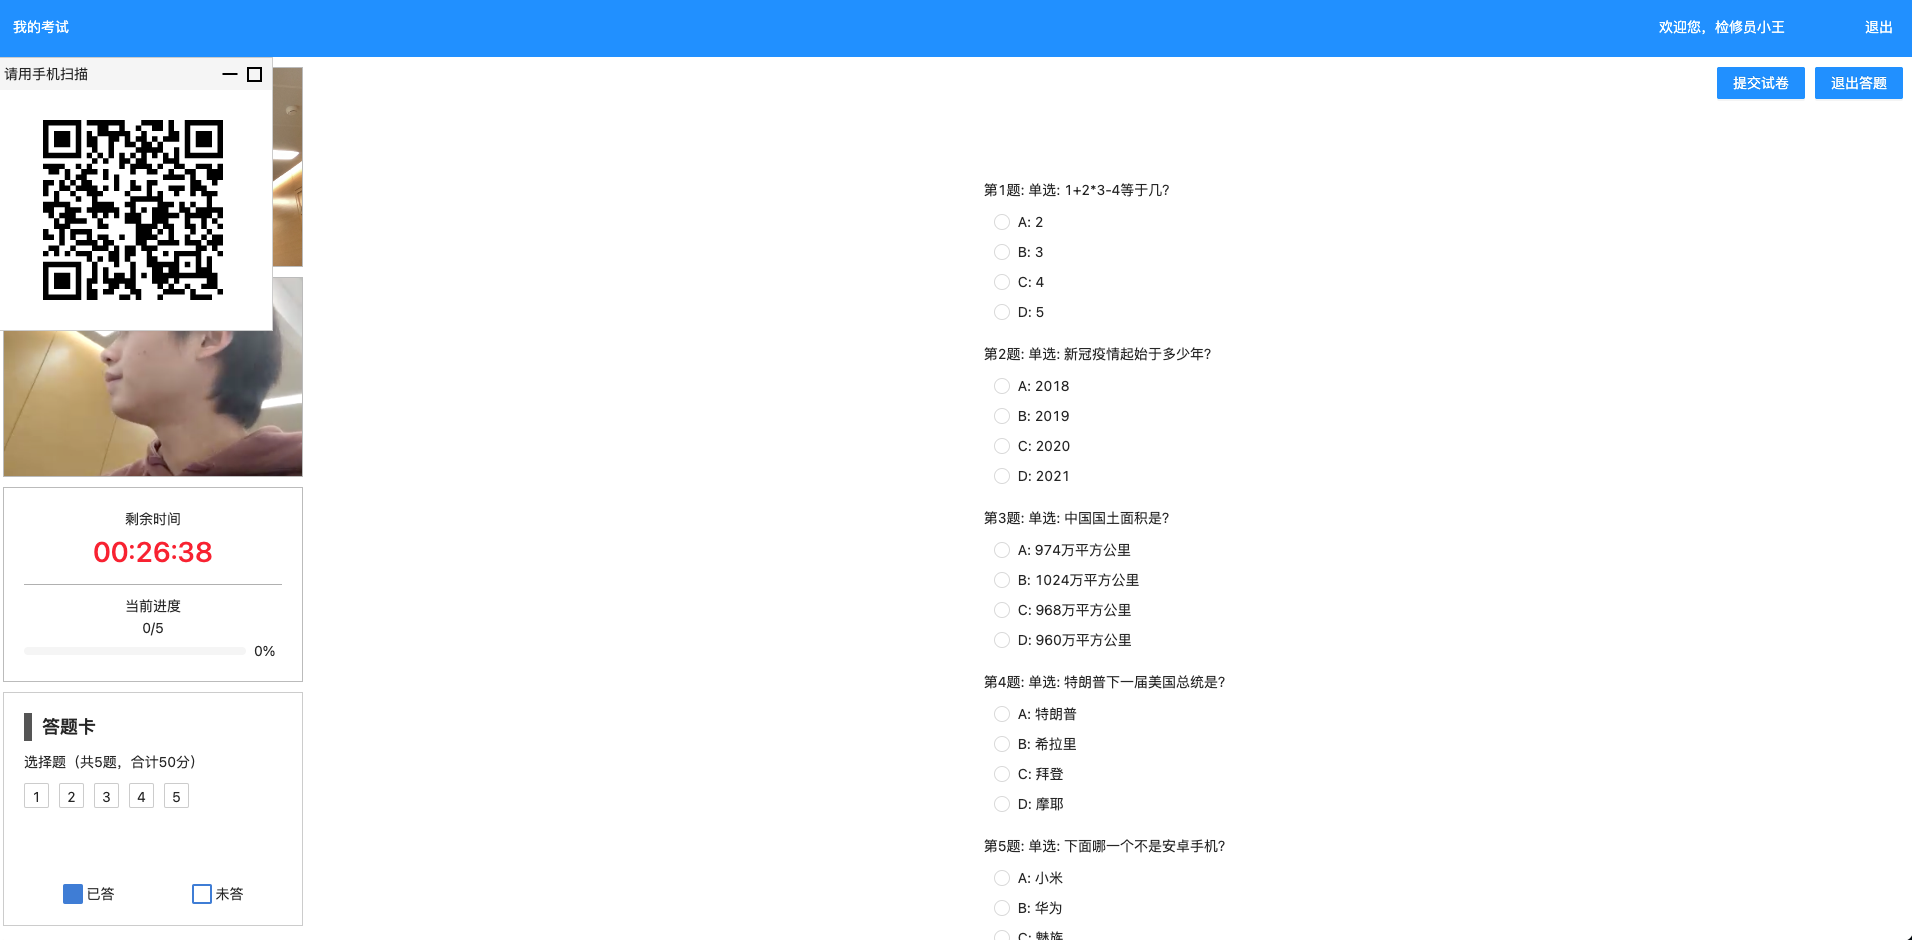 我的考试
欢迎您，检修员小王
退出
请用手机扫描
提交试卷
退出答题
剩余时间
00:26:38
当前进度
0/5
0%
答题卡
选择题（共5题，合计50分）
1 2 3 4 5
已答
未答
第1题: 单选: 1+2*3-4等于几?
A: 2
B: 3
C: 4
D: 5
第2题: 单选: 新冠疫情起始于多少年?
A: 2018
B: 2019
C: 2020
D: 2021
第3题: 单选: 中国国土面积是?
A: 974万平方公里
B: 1024万平方公里
C: 968万平方公里
D: 960万平方公里
第4题: 单选: 特朗普下一届美国总统是?
A: 特朗普
B: 希拉里
C: 拜登
D: 摩耶
第5题: 单选: 下面哪一个不是安卓手机?
A: 小米
B: 华为
C: 魅族